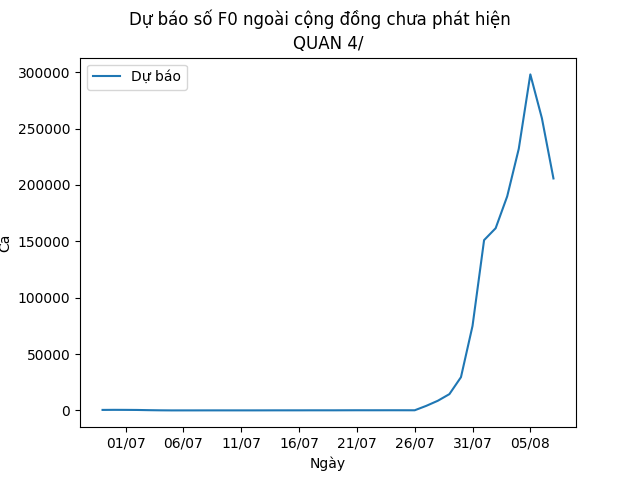 Dự báo số F0 ngoài cộng đồng chưa phát hiện
QUAN 4/
Dự báo
300000
250000
200000
150000
100000
50000
0
Ca
01/07 06/07 11/07 16/07 21/07 26/07 31/07 05/08
Ngày